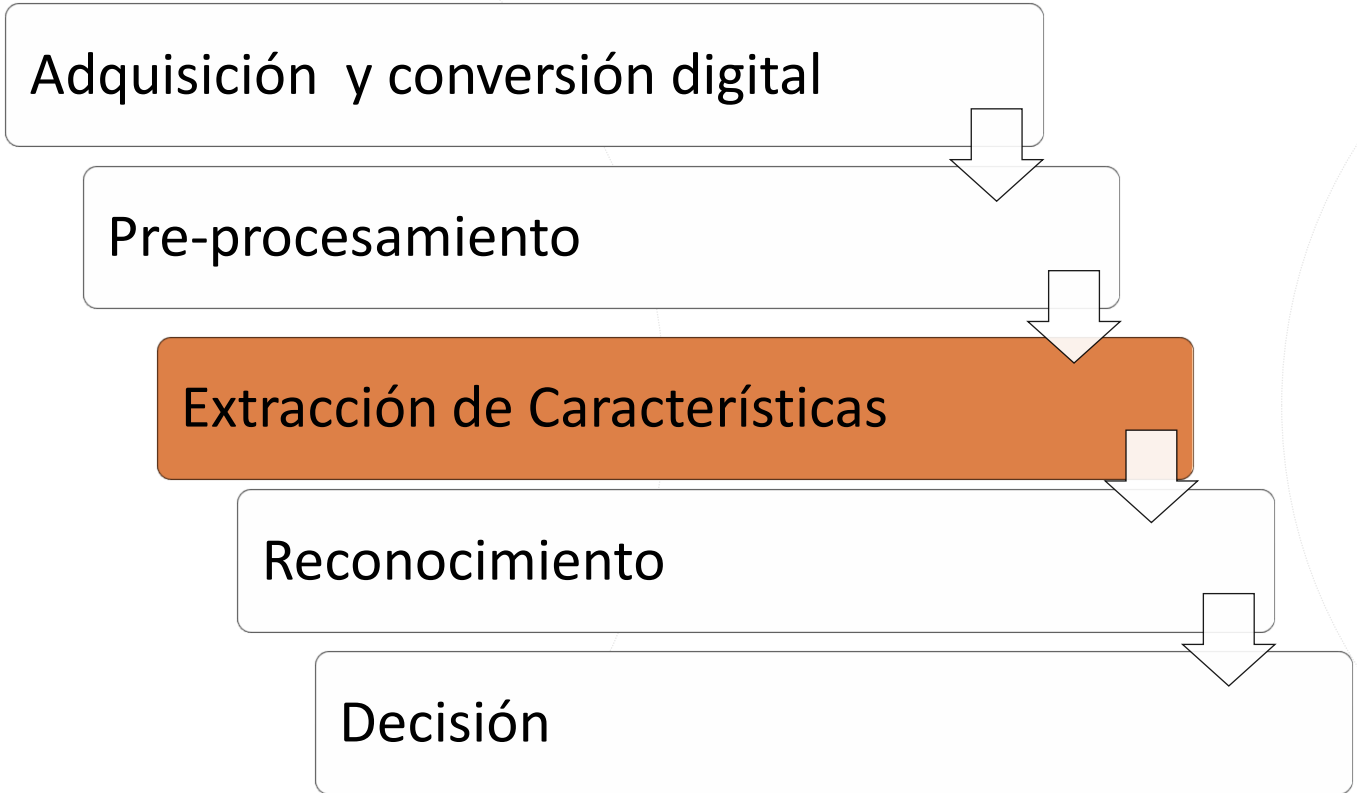 Adquisición y conversión digital
Pre-procesamiento
Extracción de Características
Reconocimiento
Decisión